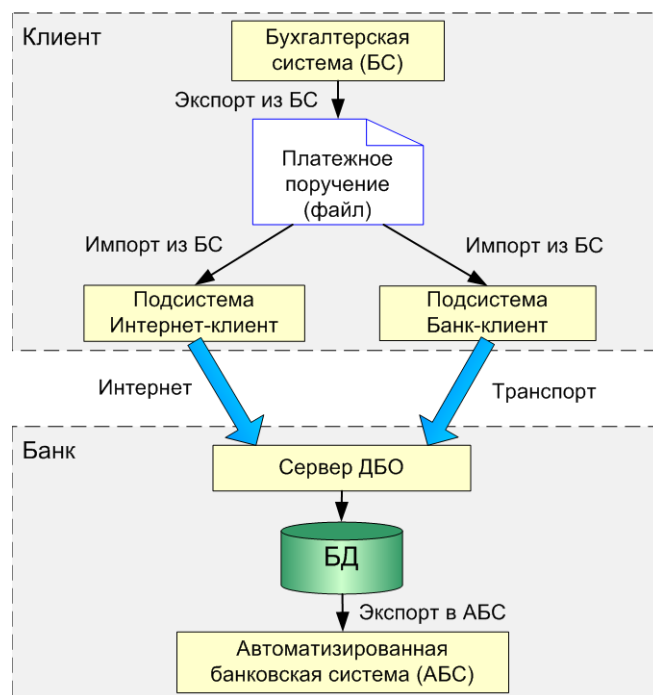 Клиент
Бухгалтерская
система (БС)
Экспорт из БС
Платежное
поручение
(файл)
Импорт из БС
Импорт из БС
Подсистема
Интернет-клиент
Подсистема
Банк-клиент
Интернет
Транспорт
Банк
Сервер ДБО
БД
Экспорт в АБС
Автоматизированная
банковская система (АБС)